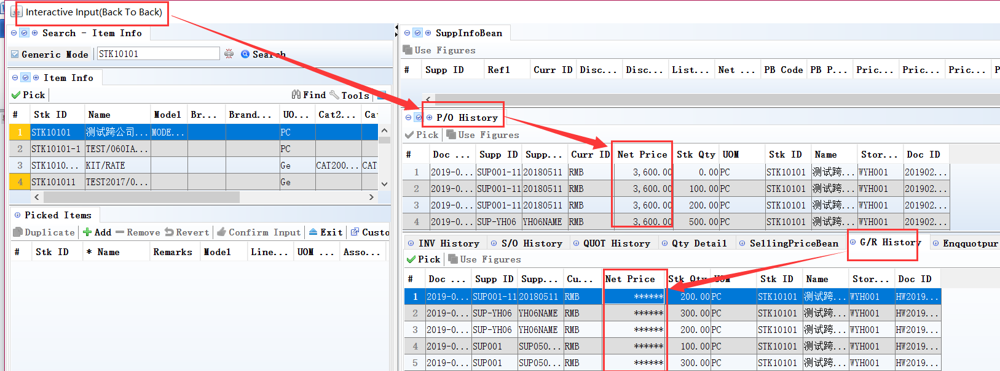 Interactive Input(Back To Back)
Search - Item Info
Generic Mode STK10101 Search
Item Info
Pick Find Tools
# Stk ID Name Model Br... Brand... UO... Cat2... Cat
1 STK10101 测试跨公司... MODE... PC
2 STK10101-1 TEST/060IA... PC
3 STK1010... KIT/RATE Ge CAT200... CAT
4 STK101011 TEST2017/0... Ge
Picked Items
Duplicate Add Remove Revert Confirm Input Exit Custo
# Stk ID * Name Remarks Model Line... UOM ... Asso...
SuppInfoBean
Use Figures
# Supp ID Ref1 Curr ID Disc... Disc... List... Net ... PB Code PB P... Pric... Pric... Pric... P
P/O History
Pick Use Figures
# Doc ... Supp ID Supp... Curr ID Net Price Stk Qty UOM Stk ID Name Stor... Doc ID
1 2019-0... SUP001-11 20180511 RMB 3,600.00 0.00 PC STK10101 测试跨... WYH001 201902...
2 2019-0... SUP001-11 20180511 RMB 3,600.00 100.00 PC STK10101 测试跨... WYH001 201902...
3 2019-0... SUP001-11 20180511 RMB 3,600.00 200.00 PC STK10101 测试跨... WYH001 201902...
4 2019-0... SUP-YH06 YH06NAME RMB 3,600.00 500.00 PC STK10101 测试跨... WYH001 201902...
INV History S/O History QUOT History Qty Detail SellingPriceBean G/R History Enqquotpur
Pick Use Figures
# Doc ... Supp ID Supp... Cu... Net Price Stk Qty UOM Stk ID Name Stor... Doc ID
1 2019-0... SUP001-11 20180511 RMB ****** 200.00 PC STK10101 测试跨... WYH001 HW2019...
2 2019-0... SUP-YH06 YH06NAME RMB ****** 300.00 PC STK10101 测试跨... WYH001 HW2019...
3 2019-0... SUP-YH06 YH06NAME RMB ****** 200.00 PC STK10101 测试跨... WYH001 HW2019...
4 2019-0... SUP001 SUP050... RMB ****** 100.00 PC STK10101 测试跨... WYH001 HW2019...
5 2019-0... SUP001 SUP050... RMB ****** 300.00 PC STK10101 测试跨... WYH001 HW2019...